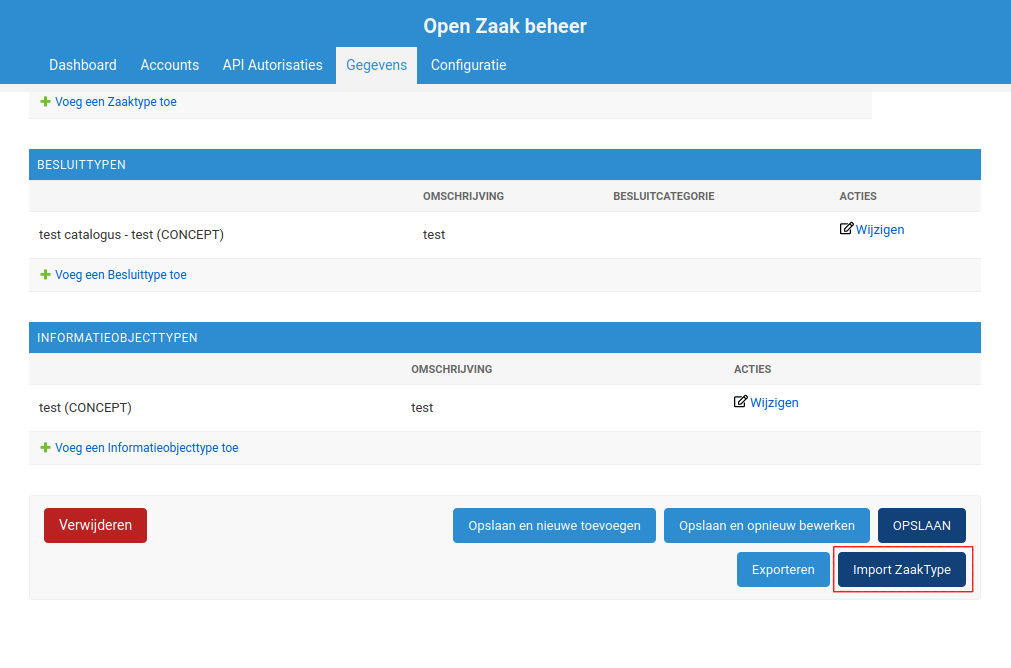 Open Zaak beheer
Dashboard Accounts API Autorisaties Gegevens Configuratie
Voeg een Zaaktype toe
BESLUITTYPEN
OMSCHRIJVING BESLUITCATEGORIE ACTIES
test catalogus - test (CONCEPT) test Wijzigen
Voeg een Besluittype toe
INFORMATIEOBJECTTYPEN
OMSCHRIJVING ACTIES
test (CONCEPT) test Wijzigen
Voeg een Informatieobjecttype toe
Verwijderen Opslaan en nieuwe toevoegen Opslaan en opnieuw bewerken OPSLAAN
Exporteren Import ZaakType